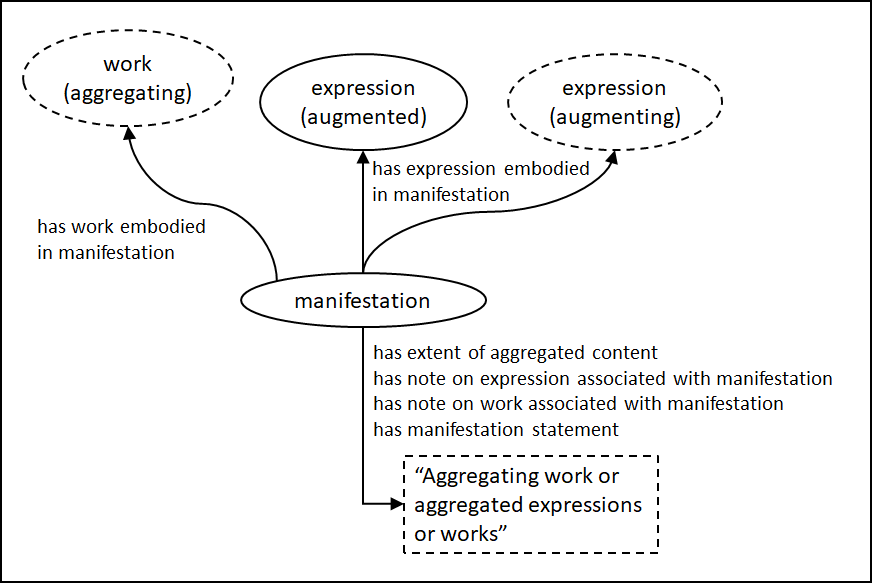 work
(aggregating)
expression
(augmented)
expression
(augmenting)
has expression embodied
in manifestation
has work embodied
in manifestation
manifestation
has extent of aggregated content
has note on expression associated with manifestation
has note on work associated with manifestation
has manifestation statement
“Aggregating work or
aggregated expressions
or works”